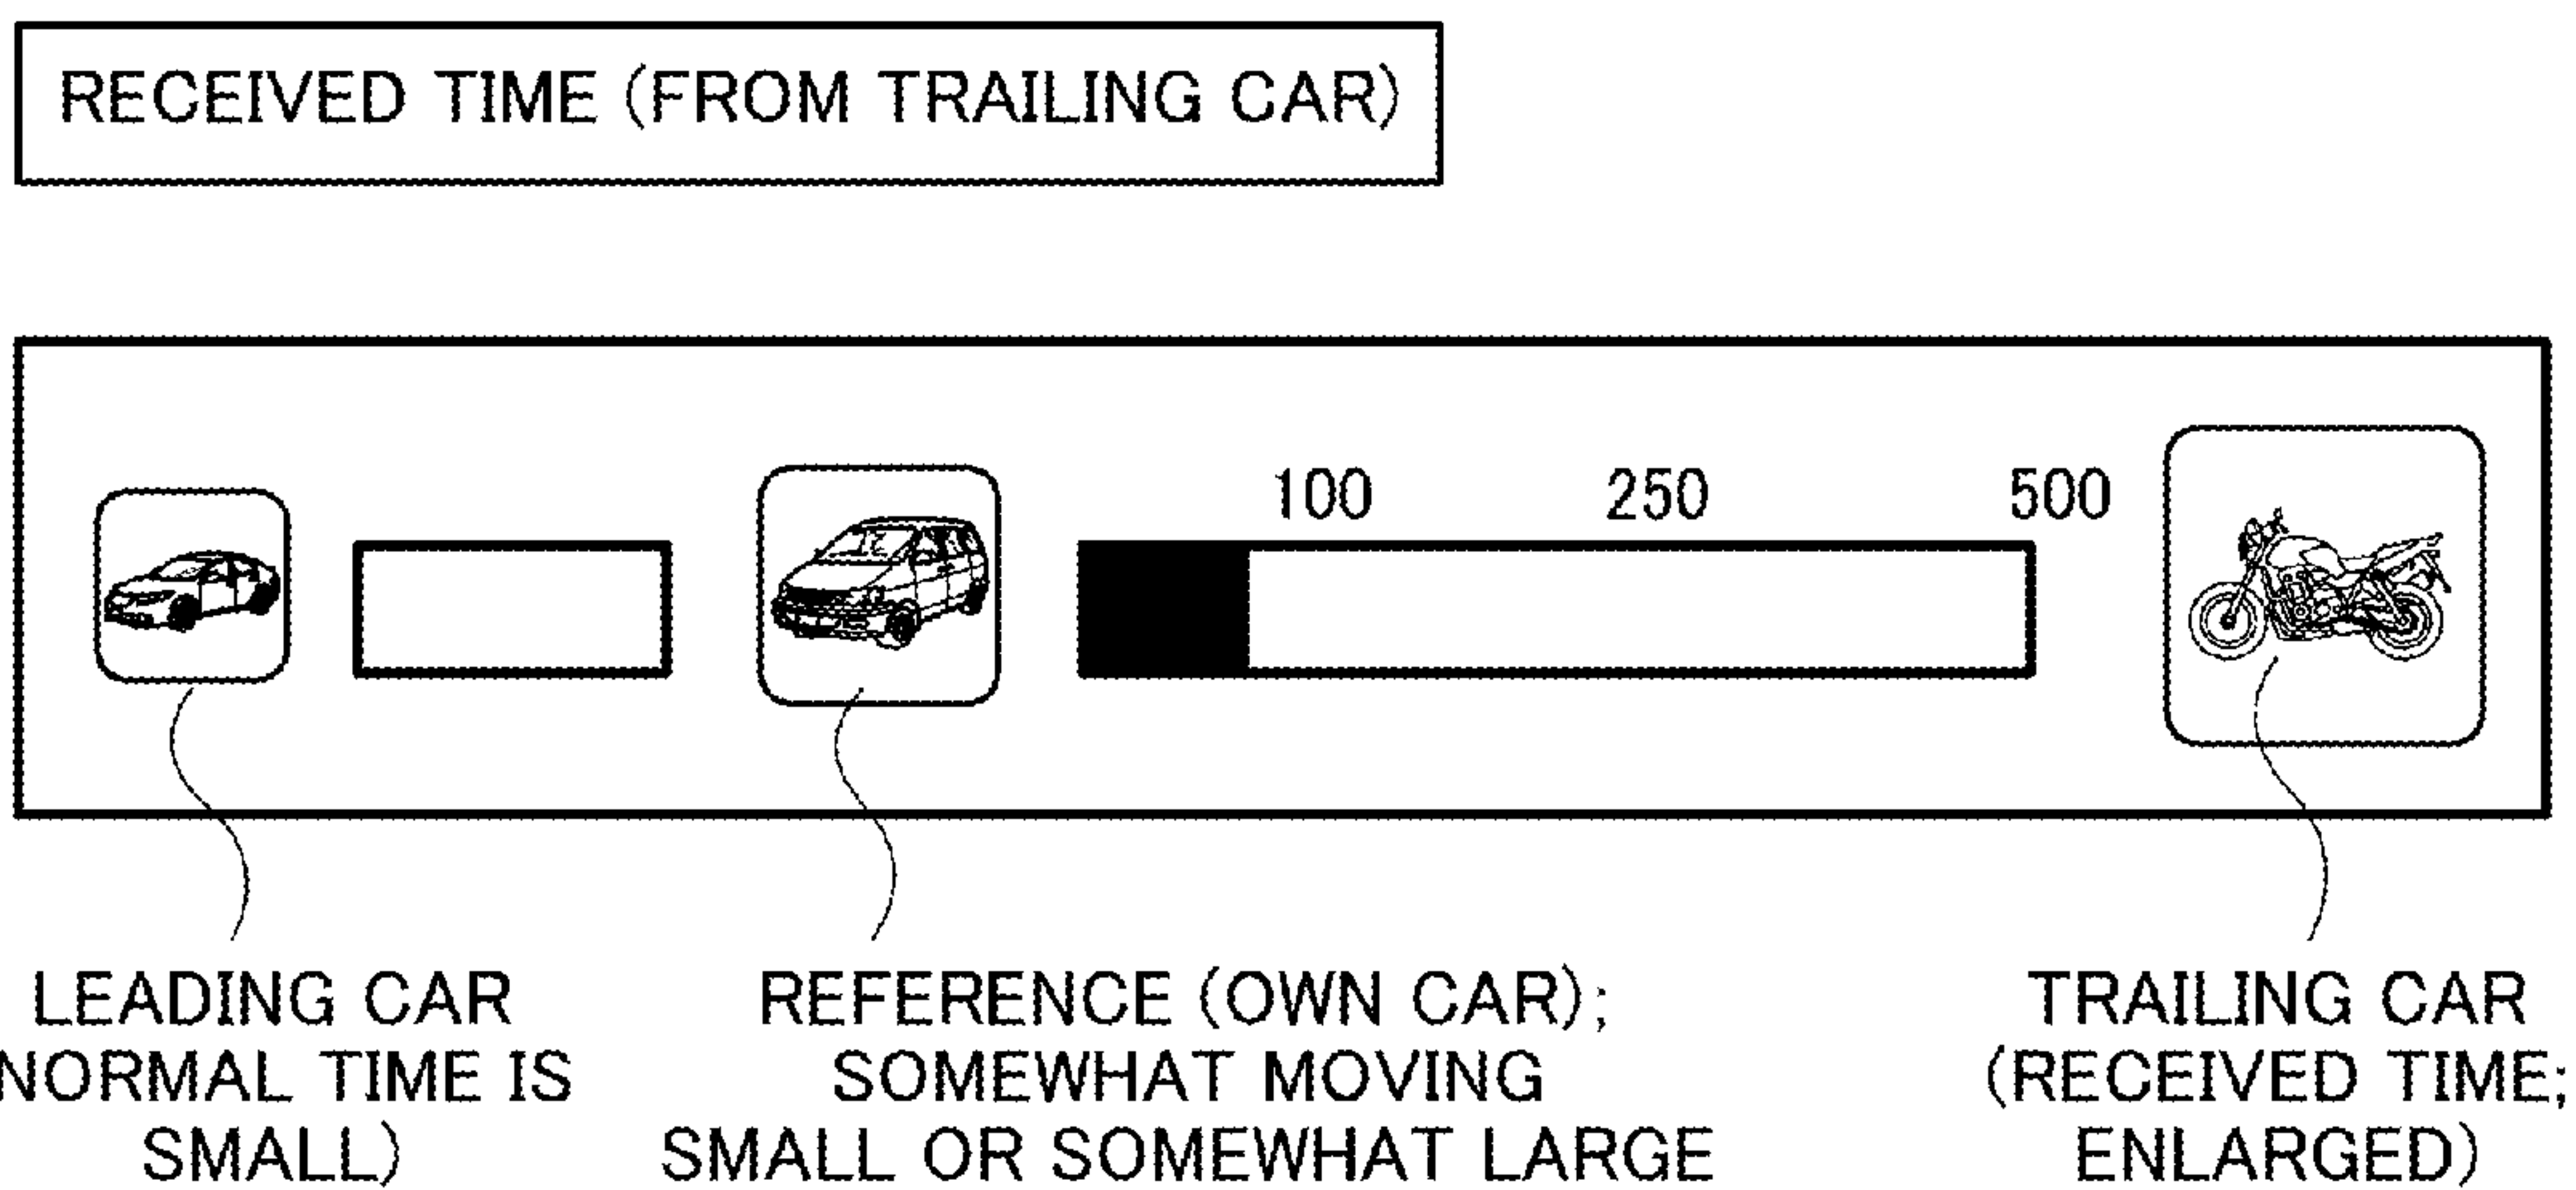 RECEIVED TIME (FROM TRAILING CAR)
100 250 500
LEADING CAR
NORMAL TIME IS
SMALL)
REFERENCE (OWN CAR);
SOMEWHAT MOVING
SMALL OR SOMEWHAT LARGE
TRAILING CAR
(RECEIVED TIME;
ENLARGED)